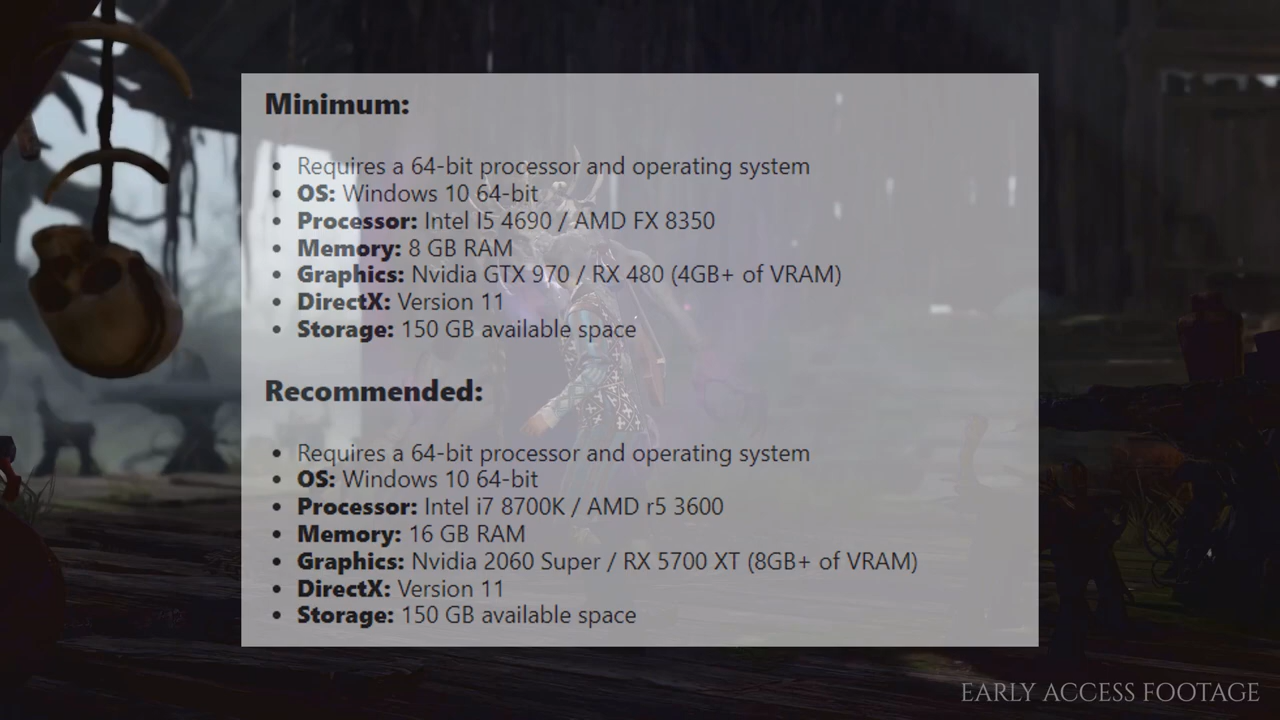 Minimum:
Requires a 64-bit processor and operating system
OS: Windows 10 64-bit
Processor: Intel I5 4690 / AMD FX 8350
Memory: 8 GB RAM
Graphics: Nvidia GTX 970 / RX 480 (4GB+ of VRAM)
DirectX: Version 11
Storage: 150 GB available space
Recommended:
Requires a 64-bit processor and operating system
OS: Windows 10 64-bit
Processor: Intel i7 8700K / AMD r5 3600
Memory: 16 GB RAM
Graphics: Nvidia 2060 Super / RX 5700 XT (8GB+ of VRAM)
DirectX: Version 11
Storage: 150 GB available space
EARLY ACCESS FOOTAGE